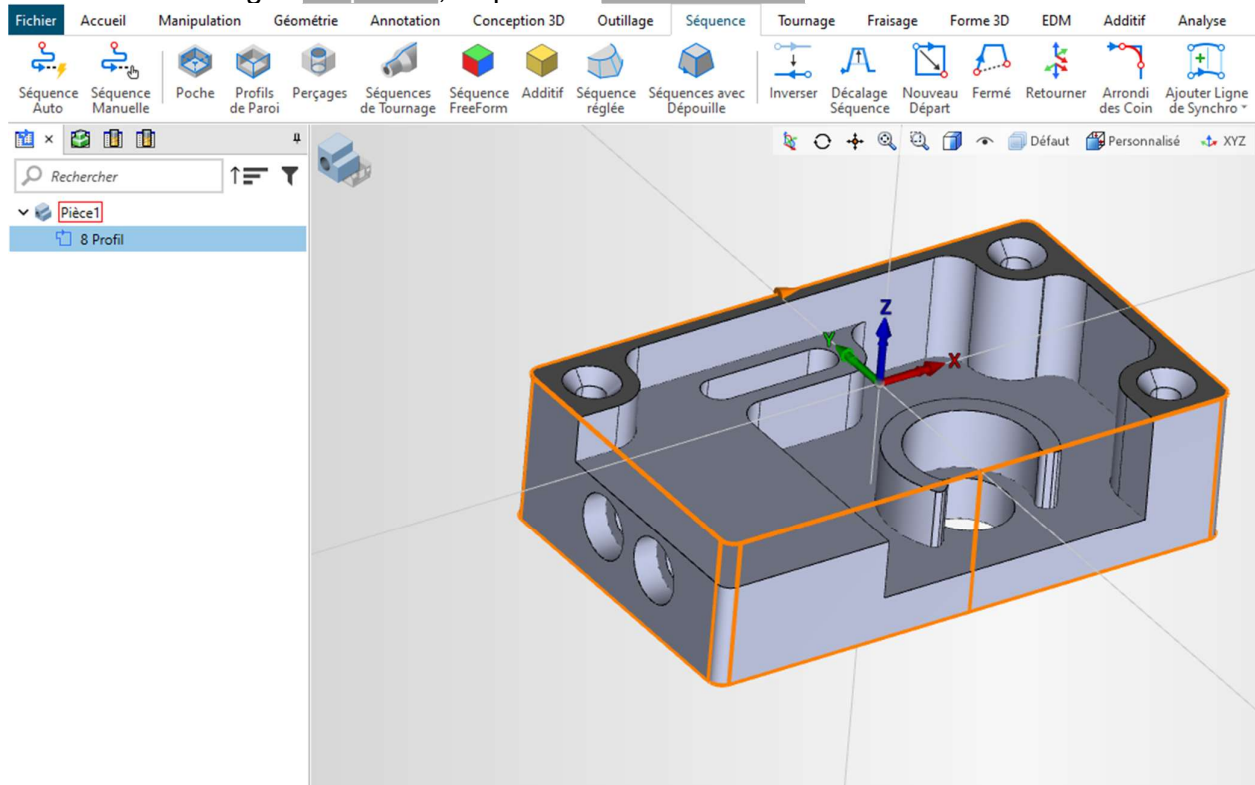 Fichier Accueil Manipulation Géométrie Annotation Conception 3D Outillage Séquence Tournage Fraisage Forme 3D EDM Additif Analyse
Séquence Auto
Séquence Manuelle
Poche
Profils de Paroi
Perçages
Séquences de Tournage
Séquence FreeForm
Additif
Séquence réglée
Séquences avec Dépouille
Inverser
Décalage Séquence
Nouveau Départ
Fermé
Retourner
Arrondi des Coin
Ajouter Ligne de Synchro
Défaut Personnalisé XYZ
Rechercher
Pièce1
8 Profil
Z
Y
X